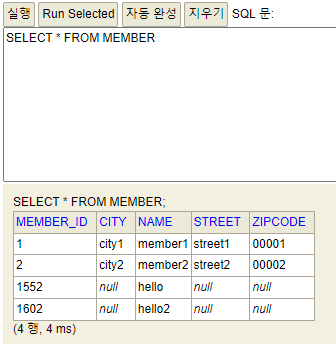 실행 Run Selected 자동 완성 지우기 SQL 문:
SELECT * FROM MEMBER
SELECT * FROM MEMBER;
MEMBER_ID CITY NAME STREET ZIPCODE
1 city1 member1 street1 00001
2 city2 member2 street2 00002
1552 null hello null null
1602 null hello2 null null
(4 행, 4 ms)